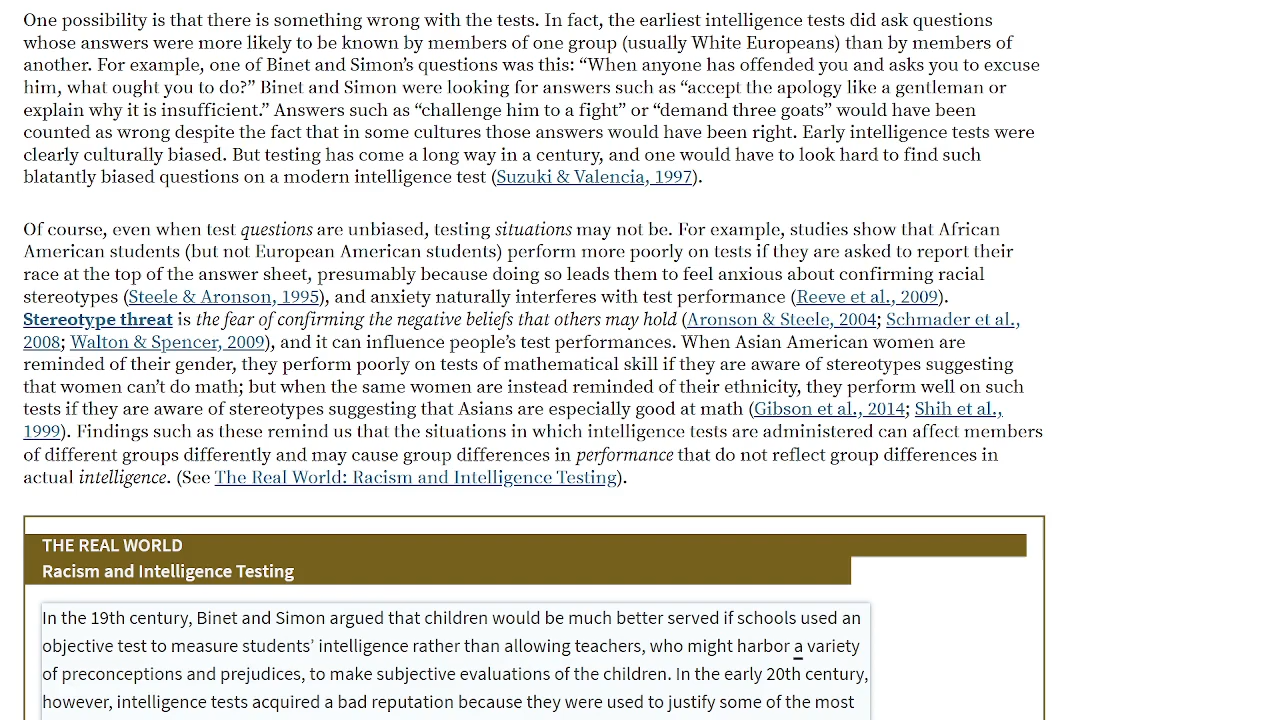 One possibility is that there is something wrong with the tests. In fact, the earliest intelligence tests did ask questions
whose answers were more likely to be known by members of one group (usually White Europeans) than by members of
another. For example, one of Binet and Simon’s questions was this: “When anyone has offended you and asks you to excuse
him, what ought you to do?” Binet and Simon were looking for answers such as “accept the apology like a gentleman or
explain why it is insufficient.” Answers such as “challenge him to a fight” or “demand three goats” would have been
counted as wrong despite the fact that in some cultures those answers would have been right. Early intelligence tests were
clearly culturally biased. But testing has come a long way in a century, and one would have to look hard to find such
blatantly biased questions on a modern intelligence test (Suzuki & Valencia, 1997).
Of course, even when test questions are unbiased, testing situations may not be. For example, studies show that African
American students (but not European American students) perform more poorly on tests if they are asked to report their
race at the top of the answer sheet, presumably because doing so leads them to feel anxious about confirming racial
stereotypes (Steele & Aronson, 1995), and anxiety naturally interferes with test performance (Reeve et al., 2009).
Stereotype threat is the fear of confirming the negative beliefs that others may hold (Aronson & Steele, 2004; Schmader et al.,
2008; Walton & Spencer, 2009), and it can influence people’s test performances. When Asian American women are
reminded of their gender, they perform poorly on tests of mathematical skill if they are aware of stereotypes suggesting
that women can’t do math; but when the same women are instead reminded of their ethnicity, they perform well on such
tests if they are aware of stereotypes suggesting that Asians are especially good at math (Gibson et al., 2014; Shih et al.,
1999). Findings such as these remind us that the situations in which intelligence tests are administered can affect members
of different groups differently and may cause group differences in performance that do not reflect group differences in
actual intelligence. (See The Real World: Racism and Intelligence Testing).
THE REAL WORLD
Racism and Intelligence Testing
In the 19th century, Binet and Simon argued that children would be much better served if schools used an
objective test to measure students’ intelligence rather than allowing teachers, who might harbor a variety
of preconceptions and prejudices, to make subjective evaluations of the children. In the early 20th century,
however, intelligence tests acquired a bad reputation because they were used to justify some of the most